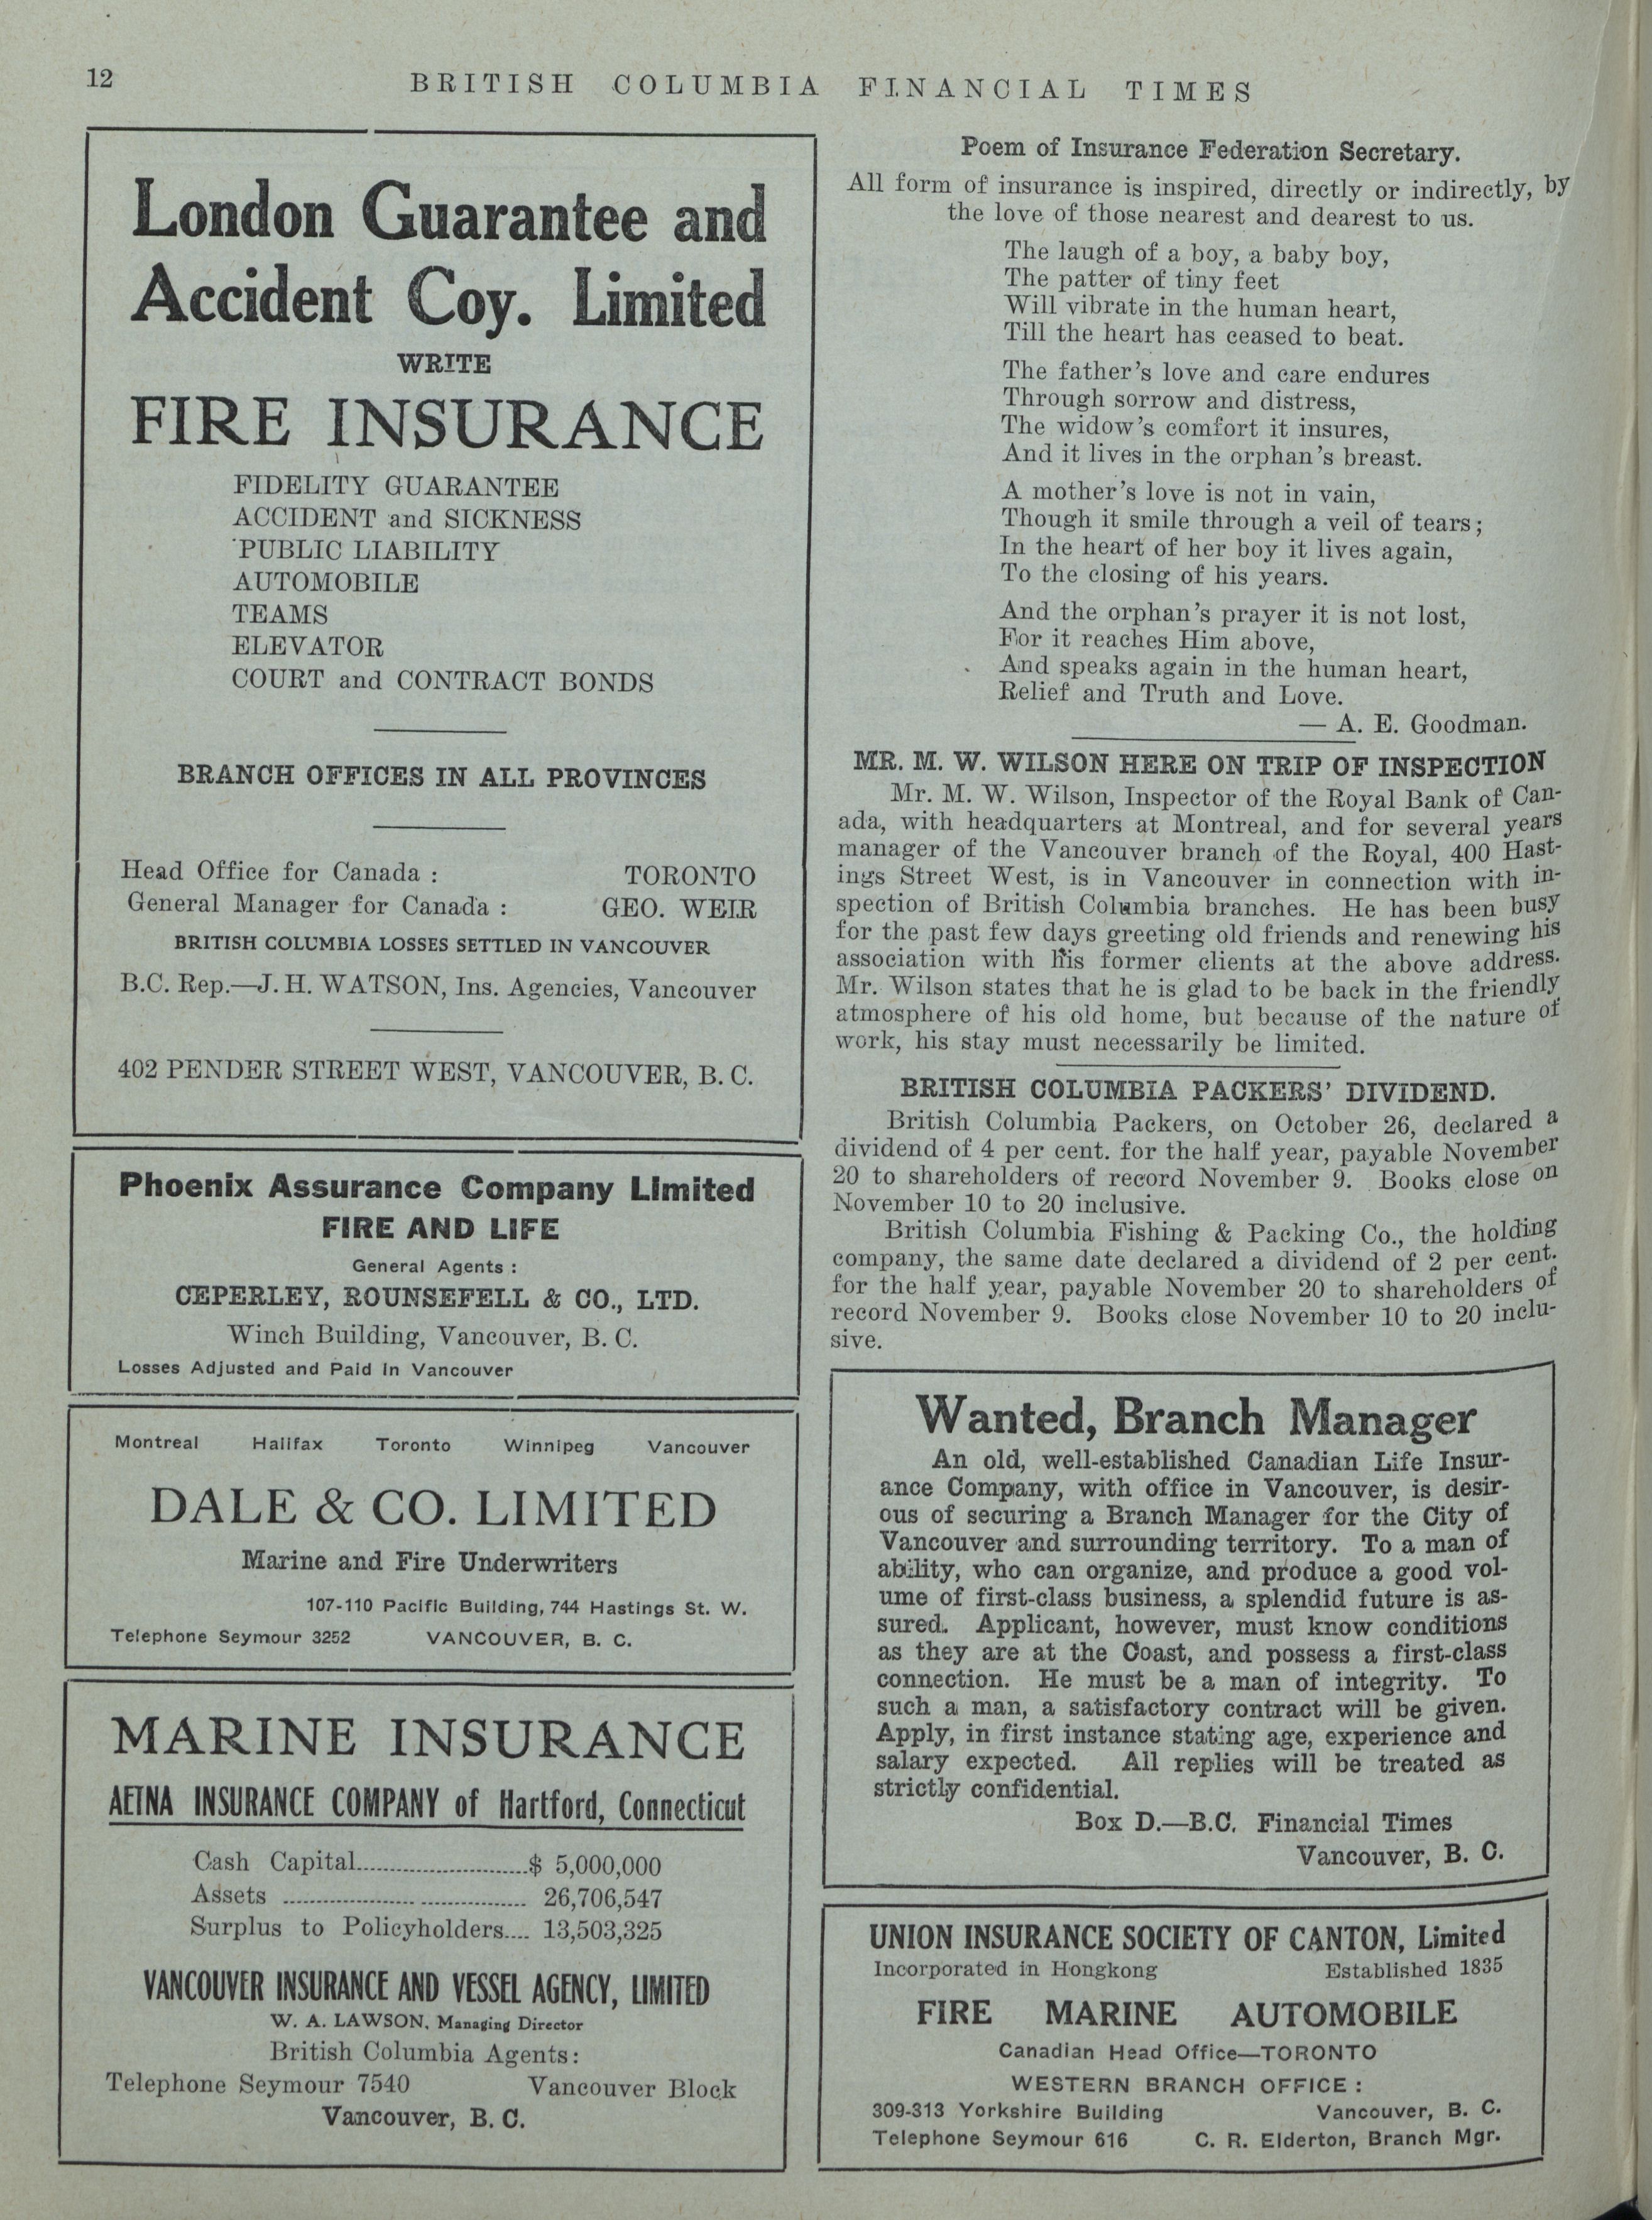 12
BRITISH COLUMBIA FINANCIAL TIMES
London Guarantee and
Accident Coy. Limited
WRITE
FIRE INSURANCE
FIDELITY GUARANTEE
ACCIDENT and SICKNESS
PUBLIC LIABILITY
AUTOMOBILE
TEAMS
ELEVATOR
COURT and CONTRACT BONDS
BRANCH OFFICES IN ALL PROVINCES
Head Office for Canada : TORONTO
General Manager for Canada : GEO. WEIR
BRITISH COLUMBIA LOSSES SETTLED IN VANCOUVER
B.C. Rep.—J. H. WATSON, Ins. Agencies, Vancouver
402 PENDER STREET WEST, VANCOUVER, B. C.
Phoenix Assurance Company Limited
FIRE AND LIFE
General Agents :
CEPERLEY, ROUNSEFELL & CO., LTD.
Winch Building, Vancouver, B. C.
Losses Adjusted and Paid in Vancouver
Montreal Halifax Toronto Winnipeg Vancouver
DALE & CO. LIMITED
Marine and Fire Underwriters
107-110 Pacific Building, 744 Hastings St. W.
Telephone Seymour 3252 VANCOUVER, B. C.
MARINE INSURANCE
AETNA INSURANCE COMPANY of Hartford, Connecticut
Cash Capital..........................$ 5,000,000
Assets .................... ................ 26,706,547
Surplus to Policyholders.... 13,503,325
VANCOUVER INSURANCE AND VESSEL AGENCY, LIMITED
W. A. LAWSON, Managing Director
British Columbia Agents:
Telephone Seymour 7540 Vancouver Block
Vancouver, B. C.
Poem of Insurance Federation Secretary.
All form of insurance is inspired, directly or indirectly, by
the love of those nearest and dearest to us.
The laugh of a boy, a baby boy,
The patter of tiny feet
Will vibrate in the human heart,
Till the heart has ceased to beat.
The father's love and care endures
Through sorrow and distress,
The widow's comfort it insures,
And it lives in the orphan's breast.
A mother's love is not in vain,
Though it smile through a veil of tears;
In the heart of her boy it lives again,
To the closing of his years.
And the orphan's prayer it is not lost,
For it reaches Him above,
And speaks again in the human heart,
Relief and Truth and Love.
— A. E. Goodman.
MR. M. W. WILSON HERE ON TRIP OF INSPECTION
Mr. M. W. Wilson, Inspector of the Royal Bank of Can-
ada, with headquarters at Montreal, and for several years
manager of the Vancouver branch of the Royal, 400 Hast-
ings Street West, is in Vancouver in connection with in-
spection of British Columbia branches. He has been busy
for the past few days greeting old friends and renewing his
association with his former clients at the above address.
Mr. Wilson states that he is glad to be back in the friendly
atmosphere of his old home, but because of the nature of
work, his stay must necessarily be limited.
BRITISH COLUMBIA PACKERS' DIVIDEND.
British Columbia Packers, on October 26, declared a
dividend of 4 per cent. for the half year, payable November
20 to shareholders of record November 9. Books close on
November 10 to 20 inclusive.
British Columbia Fishing & Packing Co., the holding
company, the same date declared a dividend of 2 per cent.
for the half year, payable November 20 to shareholders of
record November 9. Books close November 10 to 20 inclu-
sive.
Wanted, Branch Manager
An old, well-established Canadian Life Insur-
ance Company, with office in Vancouver, is desir-
ous of securing a Branch Manager for the City of
Vancouver and surrounding territory. To a man of
ability, who can organize, and produce a good vol-
ume of first-class business, a splendid future is as-
sured. Applicant, however, must know conditions
as they are at the Coast, and possess a first-class
connection. He must be a man of integrity. To
such a man, a satisfactory contract will be given.
Apply, in first instance stating age, experience and
salary expected. All replies will be treated as
strictly confidential.
Box D.—B.C. Financial Times
Vancouver, B. C.
UNION INSURANCE SOCIETY OF CANTON, Limited
Incorporated in Hongkong Established 1835
FIRE MARINE AUTOMOBILE
Canadian Head Office—TORONTO
WESTERN BRANCH OFFICE :
309-313 Yorkshire Building Vancouver, B. C.
Telephone Seymour 616 C. R. Elderton, Branch Mgr.